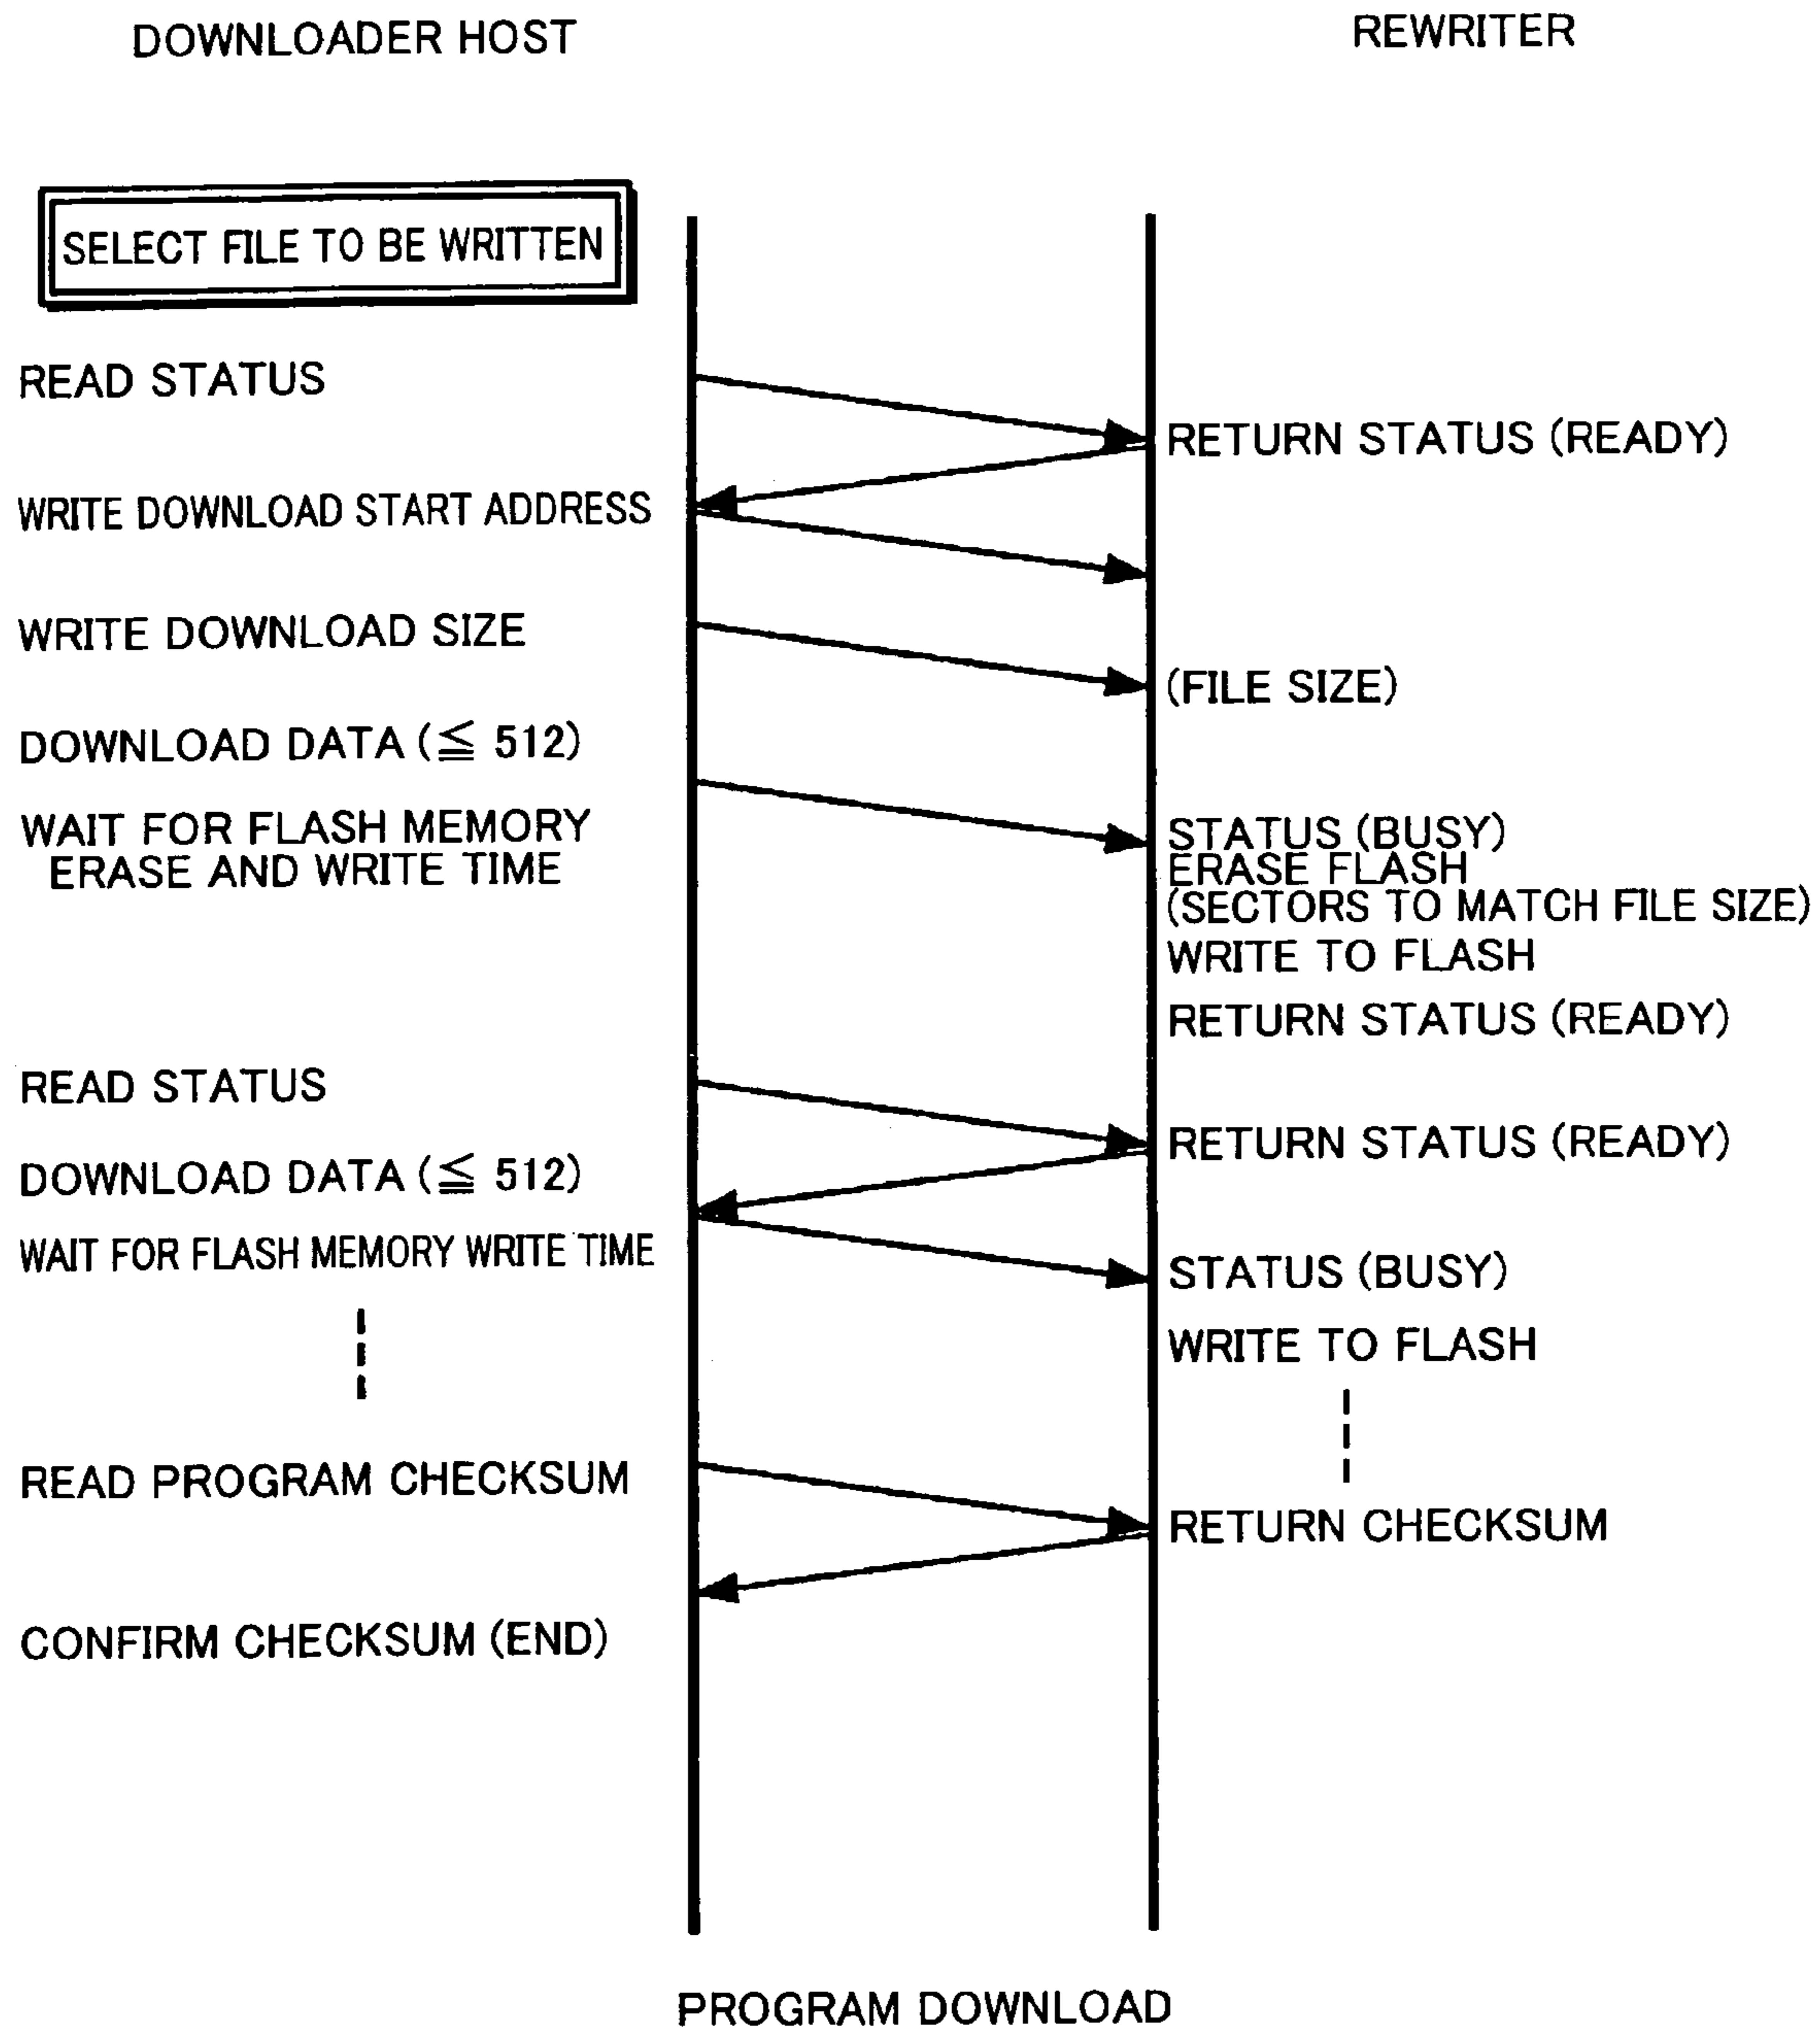 DOWNLOADER HOST
REWRITER
SELECT FILE TO BE WRITTEN
READ STATUS
RETURN STATUS (READY)
WRITE DOWNLOAD START ADDRESS
WRITE DOWNLOAD SIZE
(FILE SIZE)
DOWNLOAD DATA (≦ 512)
WAIT FOR FLASH MEMORY
ERASE AND WRITE TIME
STATUS (BUSY)
ERASE FLASH
(SECTORS TO MATCH FILE SIZE)
WRITE TO FLASH
RETURN STATUS (READY)
READ STATUS
RETURN STATUS (READY)
DOWNLOAD DATA (≦ 512)
WAIT FOR FLASH MEMORY WRITE TIME
STATUS (BUSY)
WRITE TO FLASH
READ PROGRAM CHECKSUM
RETURN CHECKSUM
CONFIRM CHECKSUM (END)
PROGRAM DOWNLOAD